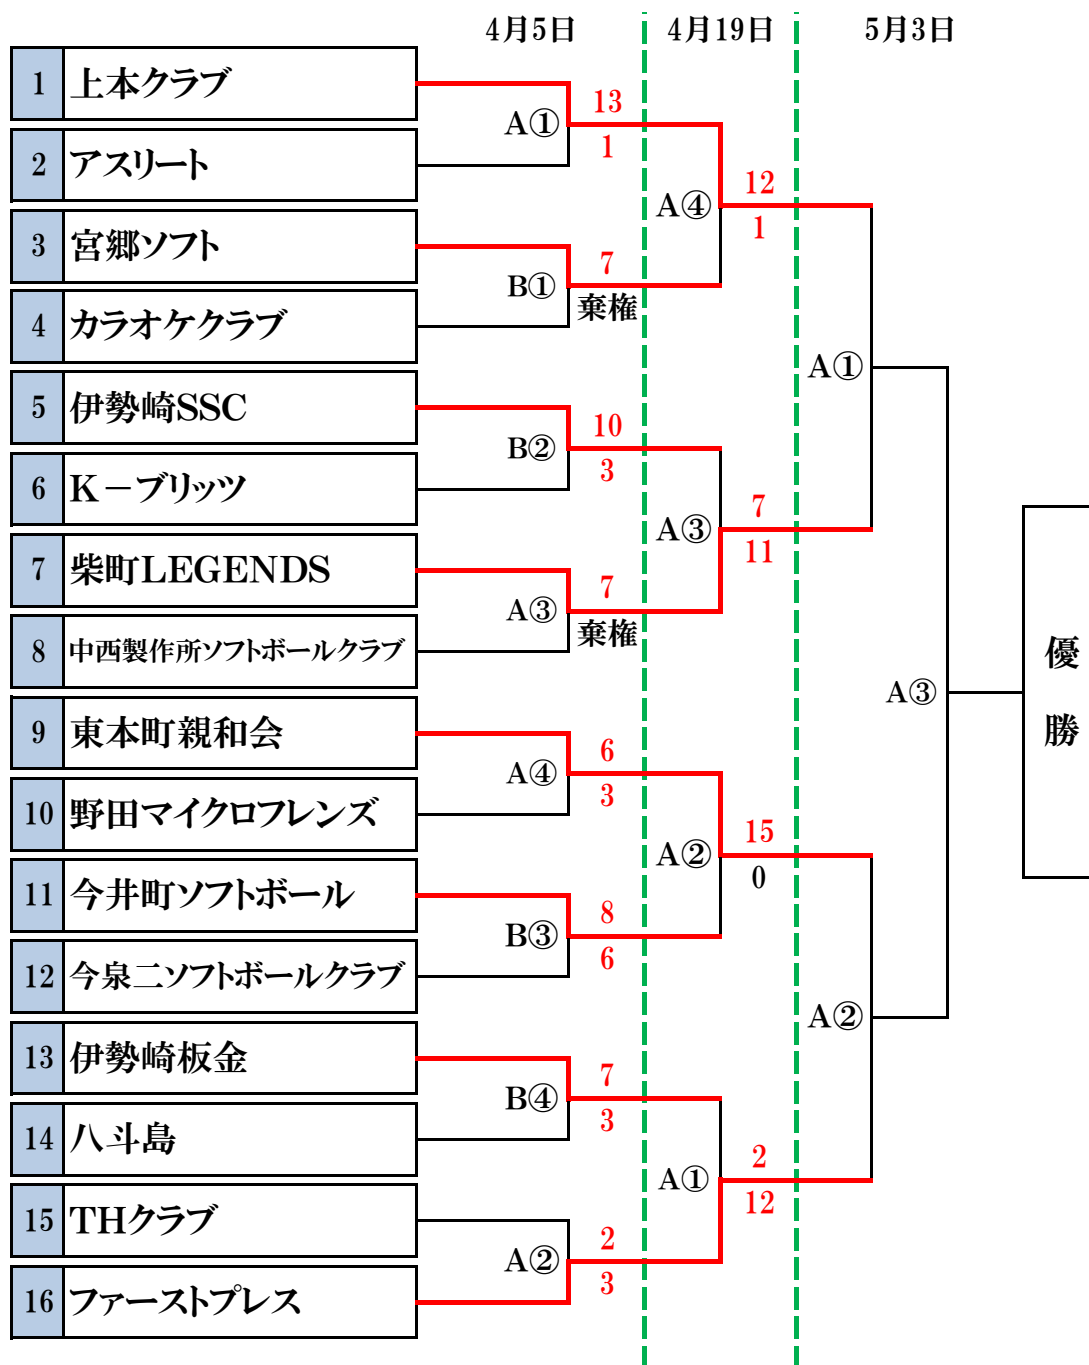 4月5日 4月19日 5月3日
1 上本クラブ
A① 13
1
2 アスリート
A④ 12
1
3 宮郷ソフト
B① 7
棄権
4 カラオケクラブ
A①
5 伊勢崎SSC
B② 10
3
6 K－ブリッツ
A③ 7
11
7 柴町LEGENDS
A③ 7
棄権
8 中西製作所ソフトボールクラブ
A③
優勝
9 東本町親和会
A④ 6
3
10 野田マイクロフレンズ
A② 15
0
11 今井町ソフトボール
B③ 8
6
12 今泉二ソフトボールクラブ
A②
13 伊勢崎板金
B④ 7
3
14 八斗島
A① 2
12
15 THクラブ
A② 2
3
16 ファーストプレス